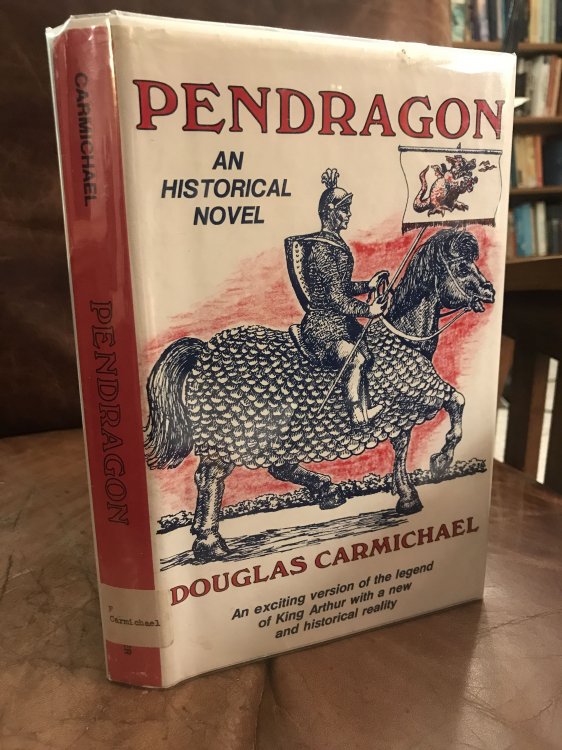 PENDRAGON
AN
HISTORICAL
NOVEL
DOUGLAS CARMICHAEL
An exciting version of the legend
of King Arthur with a new
and historical reality
CARMICHAEL
PENDRAGON
F
Carmichael